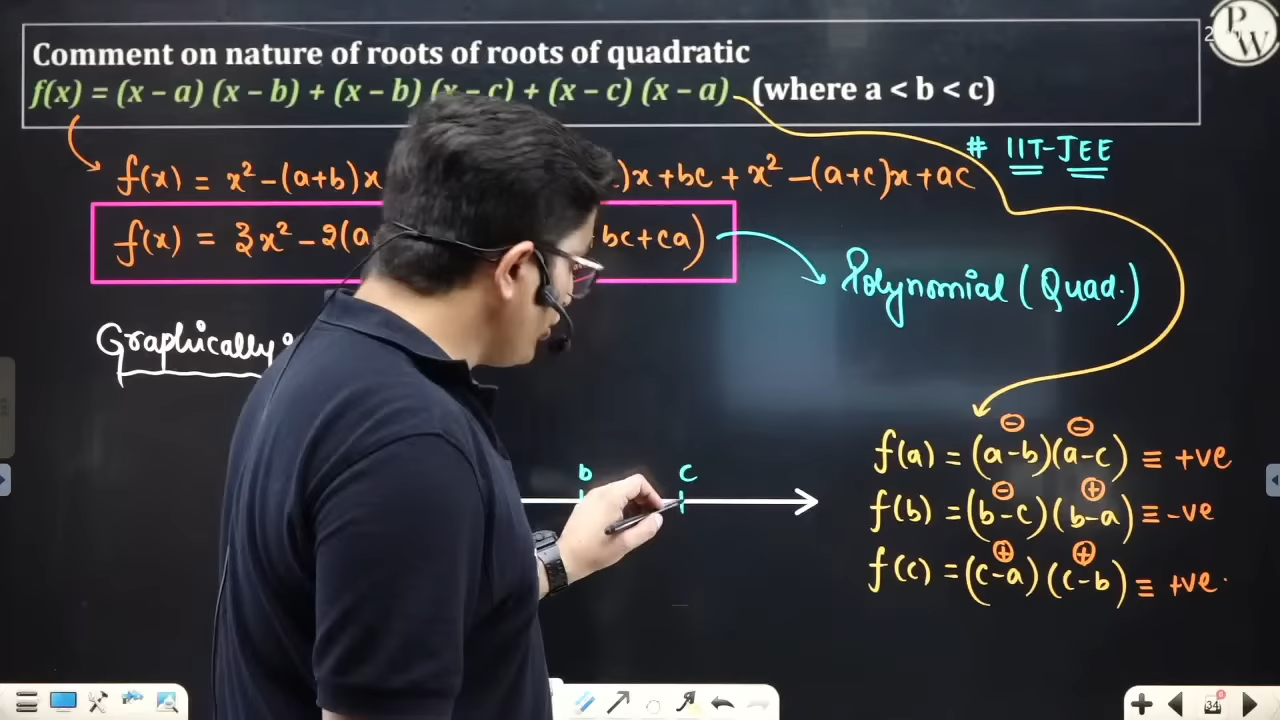 Comment on nature of roots of roots of quadratic
f(x) = (x – a) (x – b) + (x – b) (x – c) + (x – c) (x – a) (where a < b < c)
# IIT-JEE
f(x) = x² -(a+b)x )x+bc + x² -(a+c)x+ac
f(x) = 3x² -2(a bc+ca)
Polynomial (Quad.)
Graphically
f(a) = (a-b)(a-c) ≡ +ve
f(b) = (b-c)(b-a) ≡ -ve
f(c) = (c-a)(c-b) ≡ +ve.
b c
PW
34